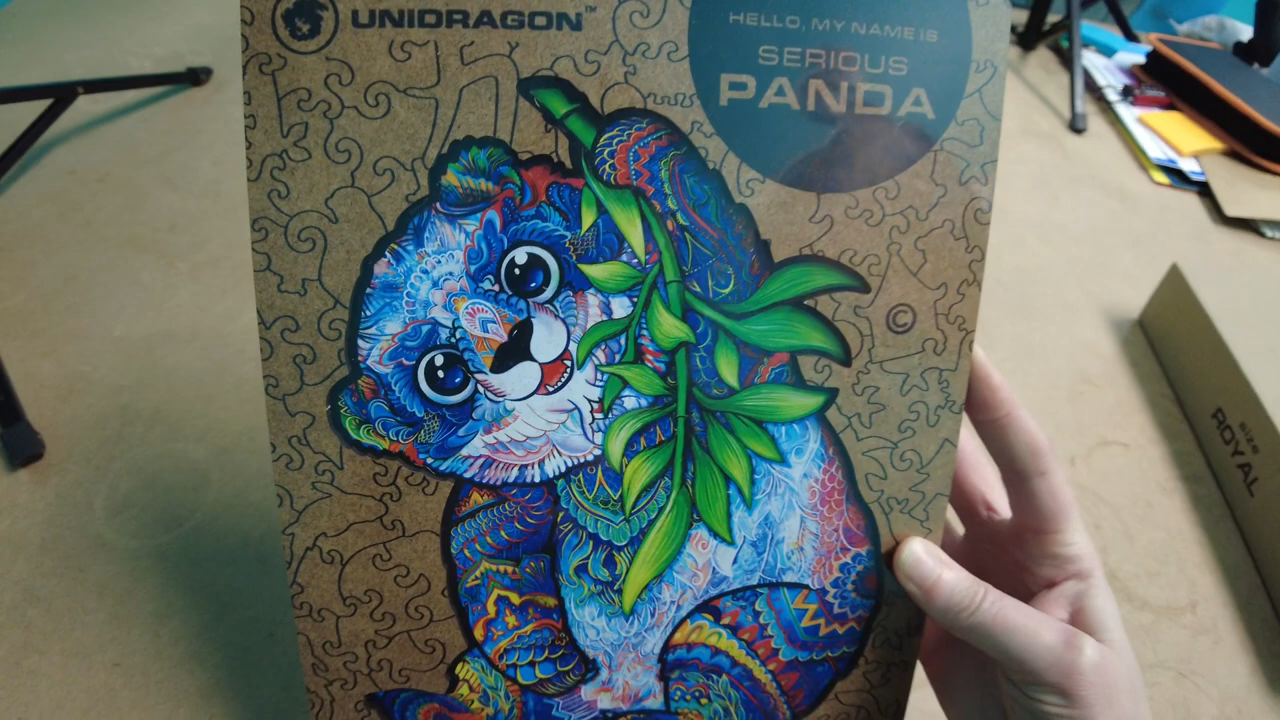 UNIDRAGON™
HELLO, MY NAME IS
SERIOUS
PANDA
©
size
ROYAL